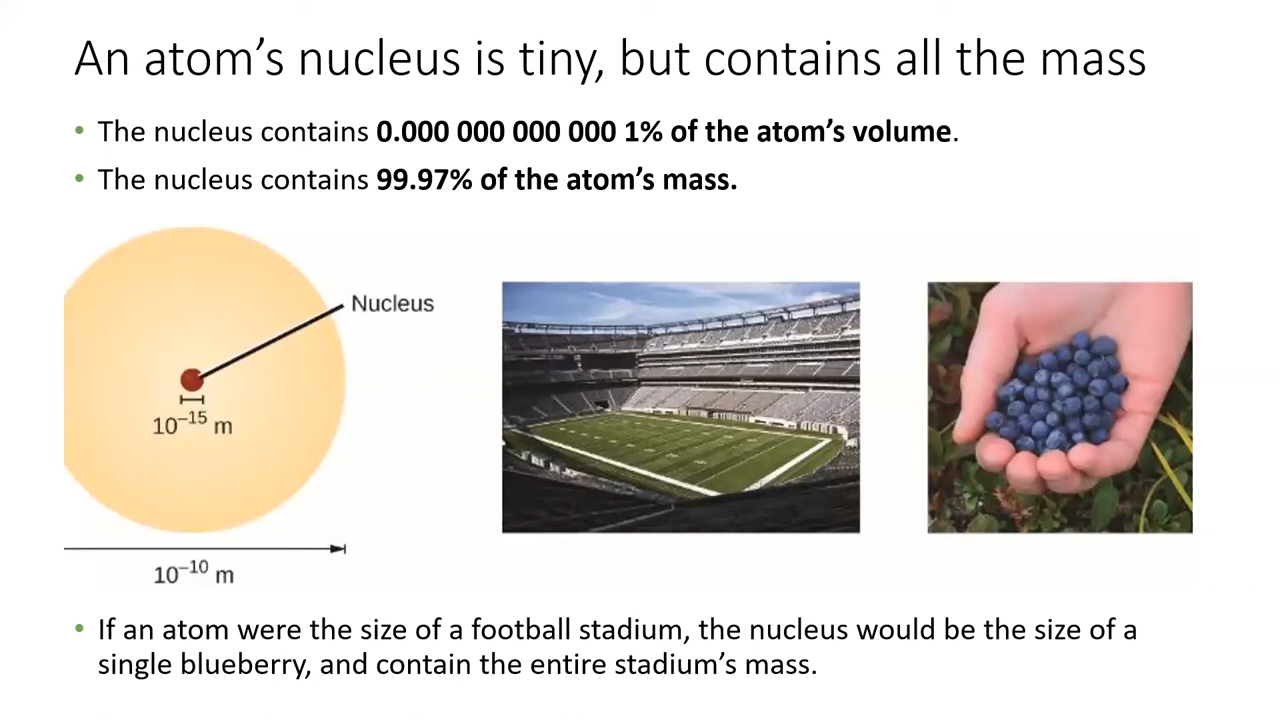 An atom’s nucleus is tiny, but contains all the mass
• The nucleus contains 0.000 000 000 000 1% of the atom’s volume.
• The nucleus contains 99.97% of the atom’s mass.
Nucleus
10⁻¹⁵ m
10⁻¹⁰ m
• If an atom were the size of a football stadium, the nucleus would be the size of a
single blueberry, and contain the entire stadium’s mass.